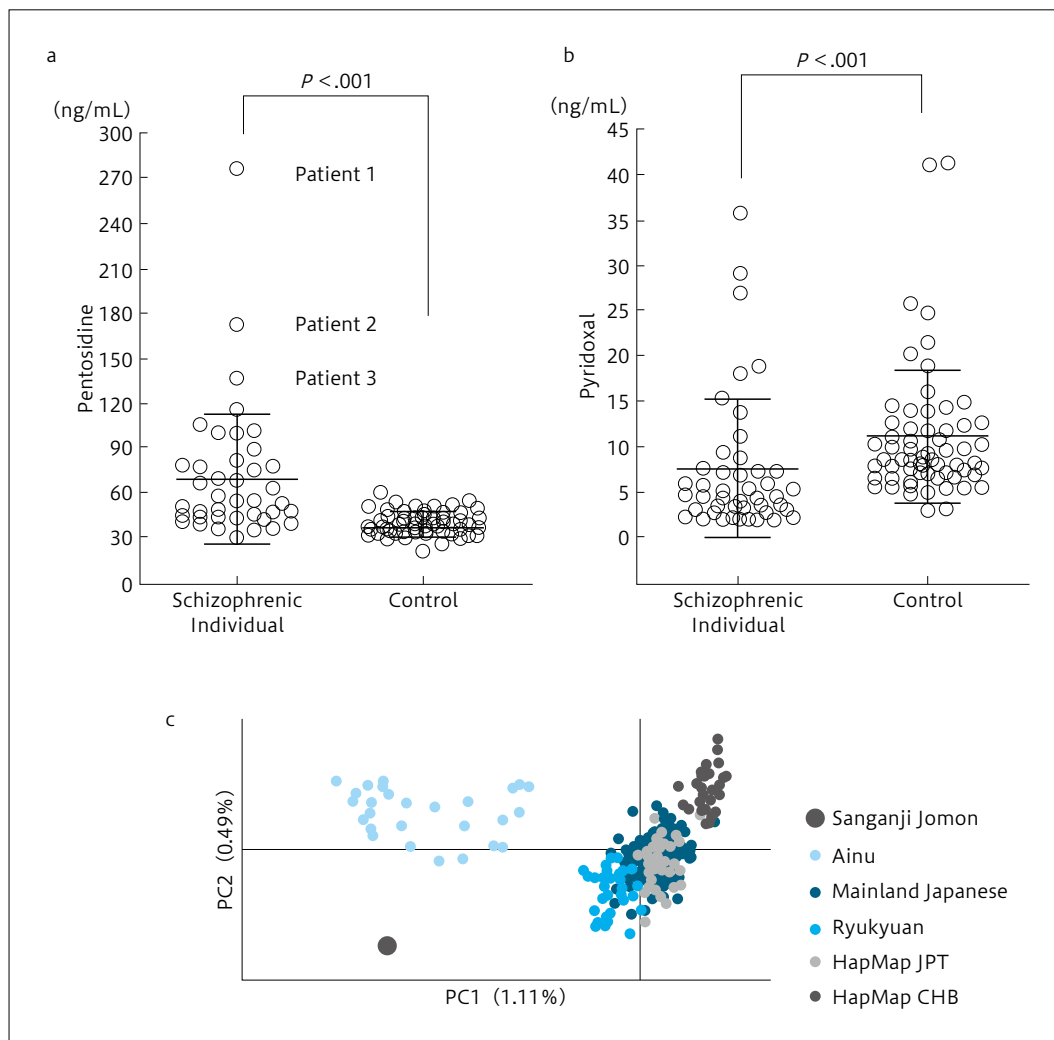 a
P <.001
(ng/mL)
300
270
240
210
180
150
120
90
60
30
0
Pentosidine
Patient 1
Patient 2
Patient 3
Schizophrenic
Individual
Control
b
P <.001
(ng/mL)
45
40
35
30
25
20
15
10
5
0
Pyridoxal
Schizophrenic
Individual
Control
c
PC2 (0.49%)
PC1 (1.11%)
Sanganji Jomon
Ainu
Mainland Japanese
Ryukyuan
HapMap JPT
HapMap CHB